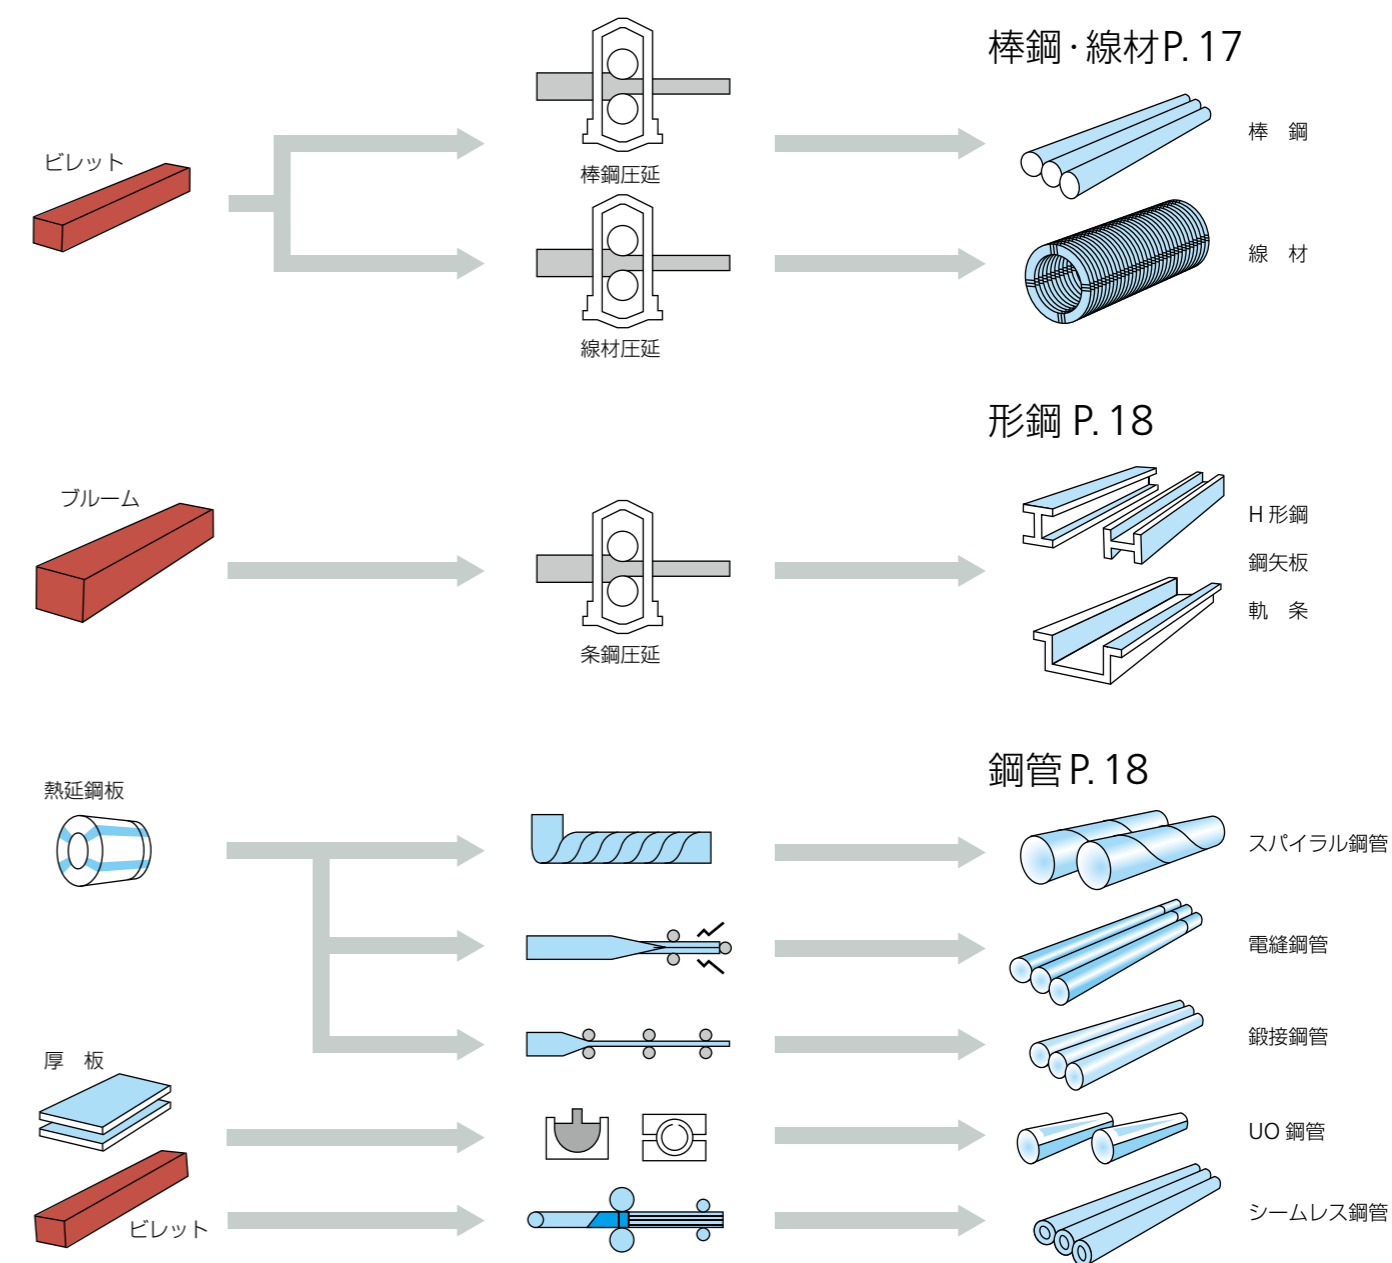 棒鋼･線材P. 17
ビレット
棒鋼圧延
棒　鋼
線材圧延
線　材
形鋼 P. 18
ブルーム
条鋼圧延
H 形鋼
鋼矢板
軌　条
鋼管 P. 18
熱延鋼板
スパイラル鋼管
電縫鋼管
鍛接鋼管
厚　板
UO 鋼管
ビレット
シームレス鋼管